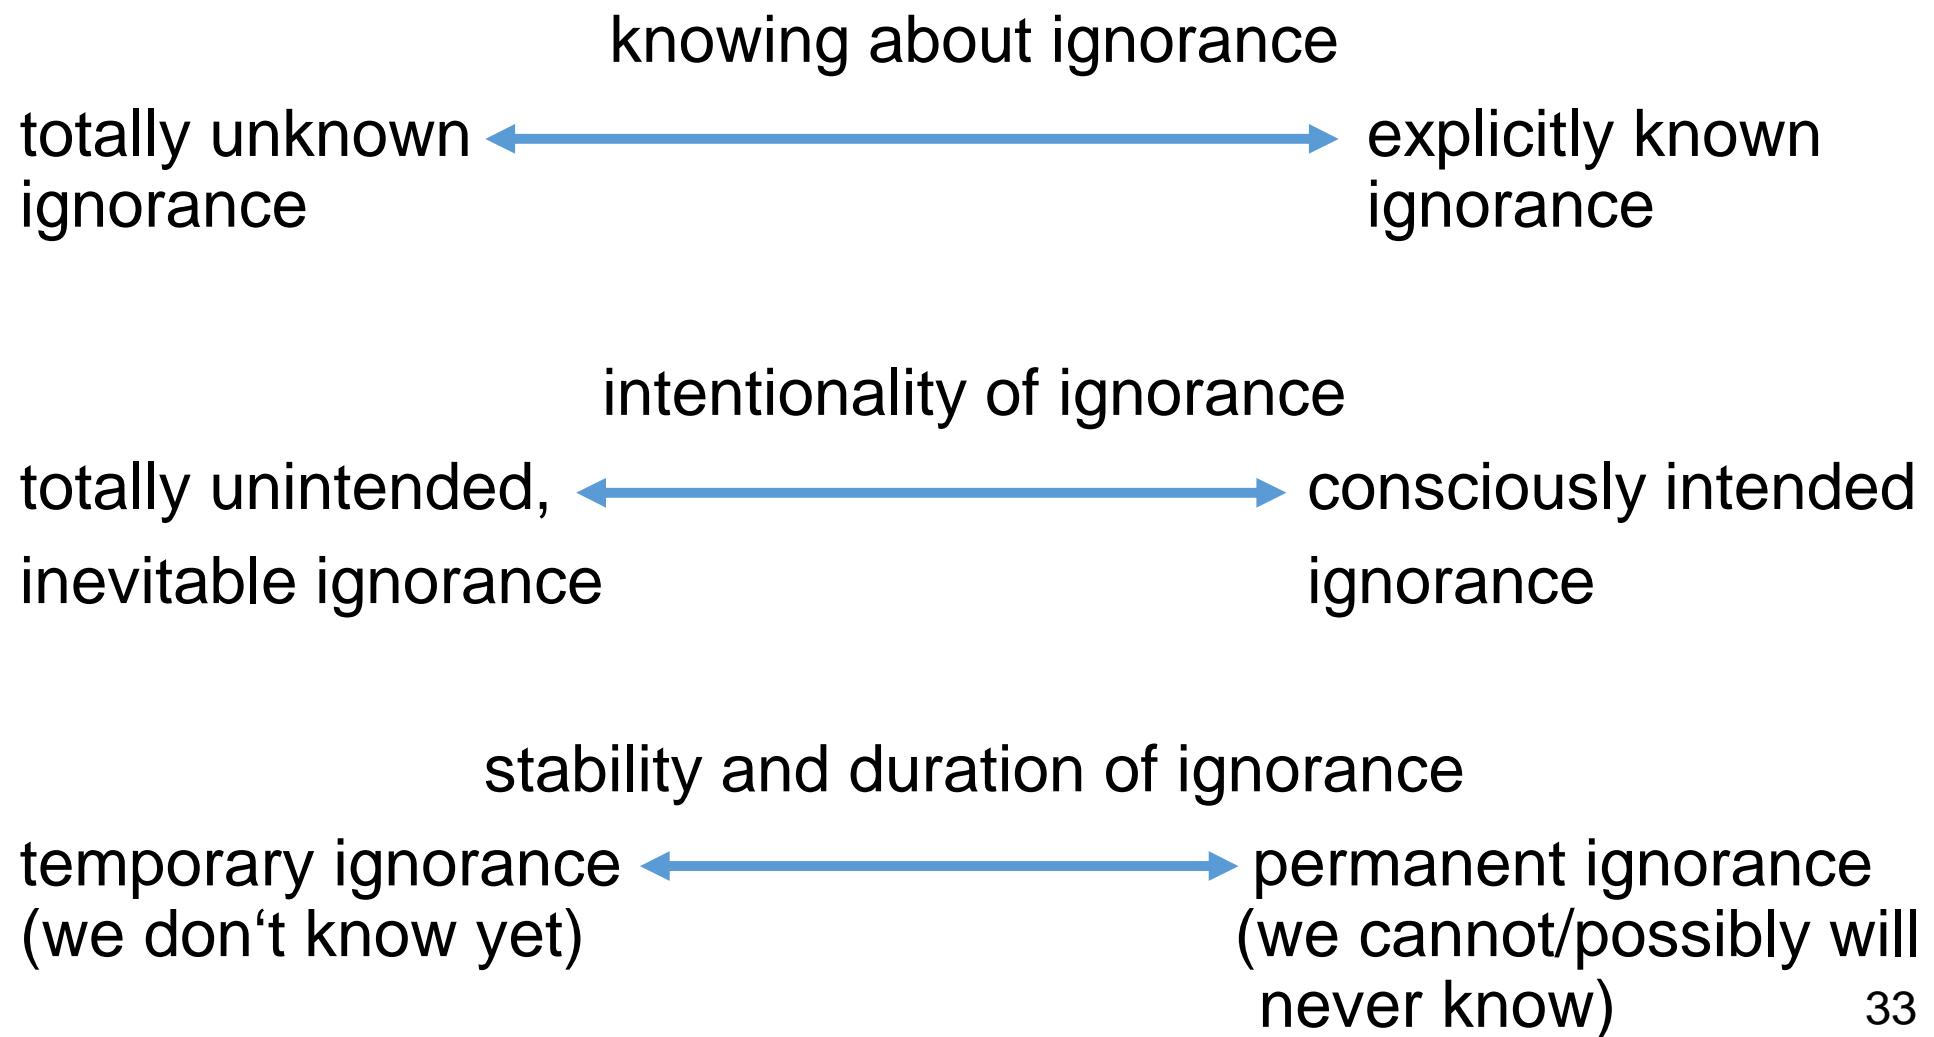 knowing about ignorance
totally unknown explicitly known
ignorance ignorance
intentionality of ignorance
totally unintended, consciously intended
inevitable ignorance ignorance
stability and duration of ignorance
temporary ignorance permanent ignorance
(we don‘t know yet) (we cannot/possibly will
never know) 33